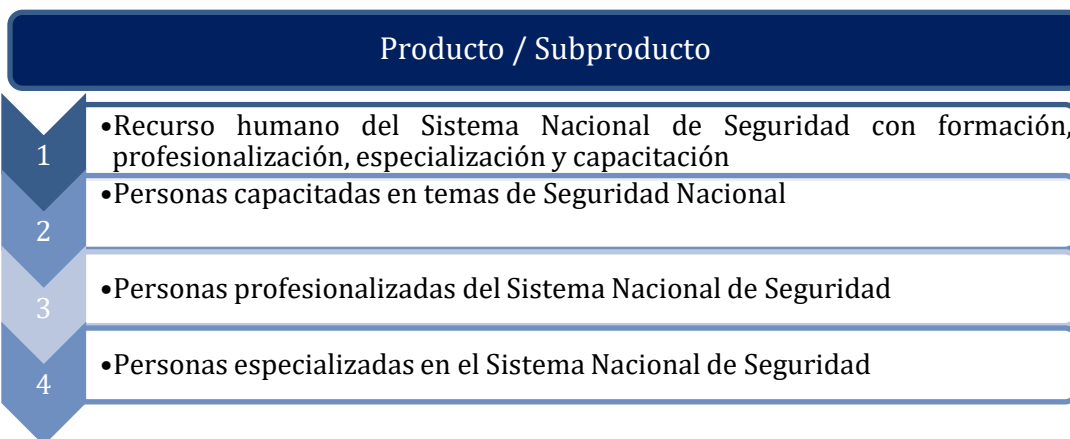 Producto / Subproducto
1
•Recurso humano del Sistema Nacional de Seguridad con formación,
profesionalización, especialización y capacitación
2
•Personas capacitadas en temas de Seguridad Nacional
3
•Personas profesionalizadas del Sistema Nacional de Seguridad
4
•Personas especializadas en el Sistema Nacional de Seguridad